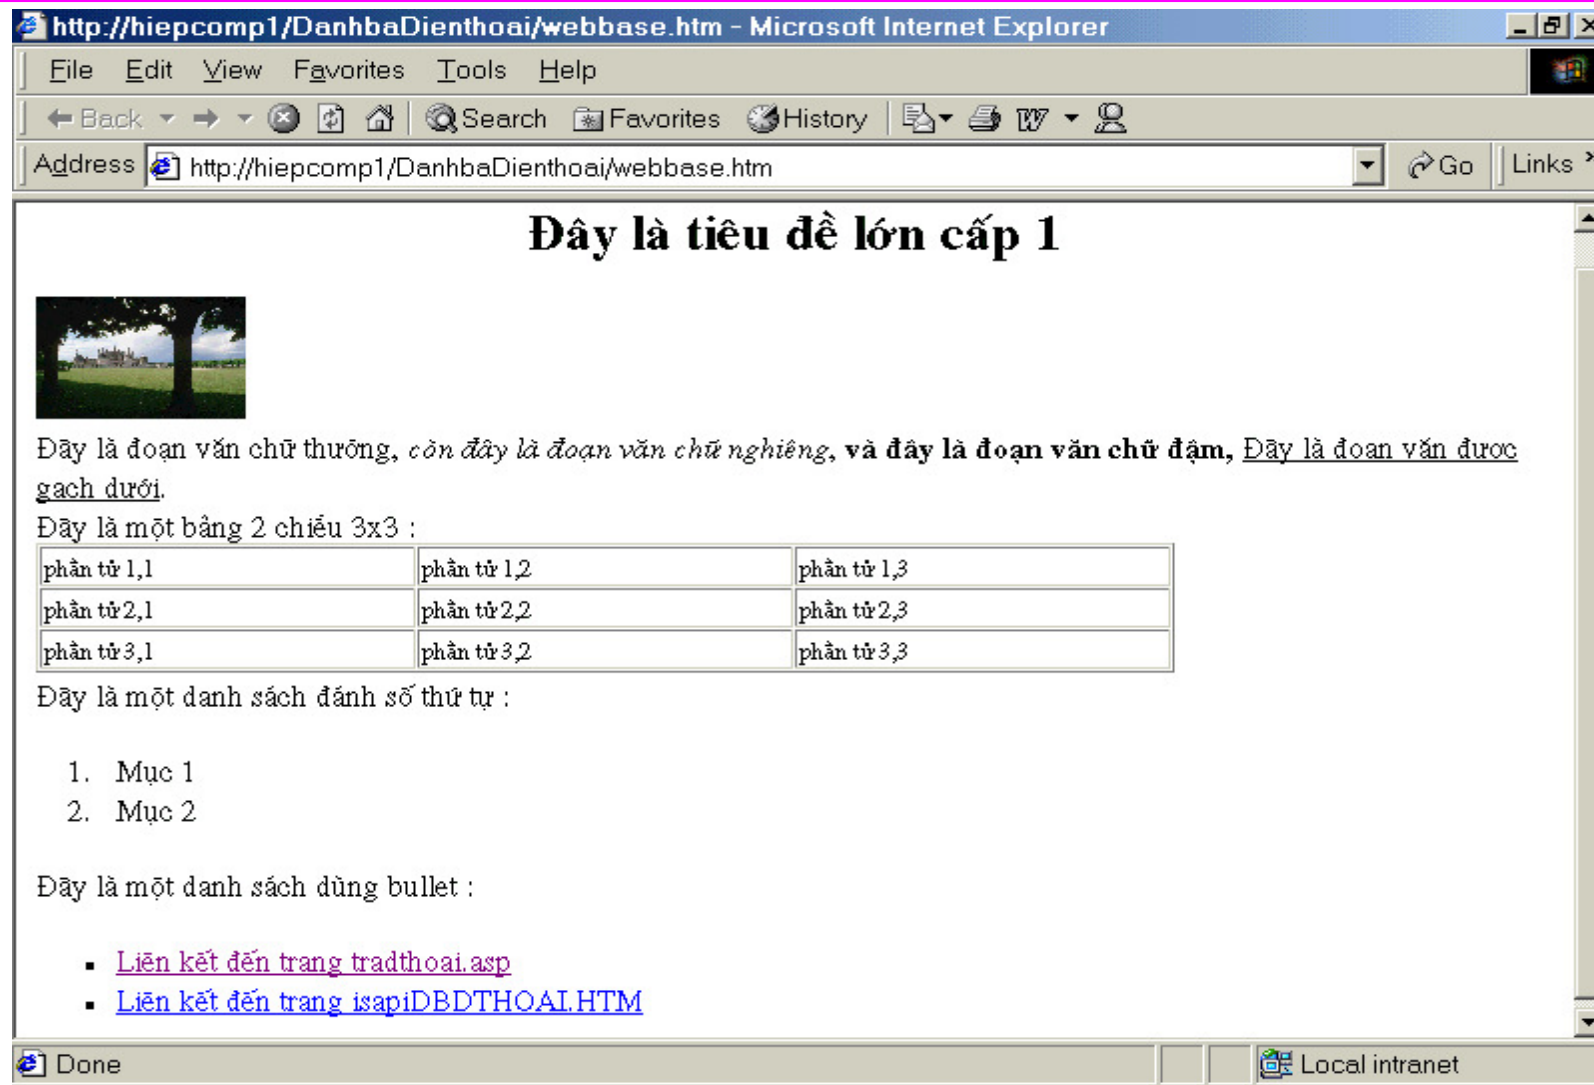 http://hiepcomp1/DanhbaDienthoai/webbase.htm - Microsoft Internet Explorer
File Edit View Favorites Tools Help
Back Search Favorites History
Address http://hiepcomp1/DanhbaDienthoai/webbase.htm Go Links
Đây là tiêu đề lớn cấp 1
Đây là đoạn văn chữ thường, còn đây là đoạn văn chữ nghiêng, và đây là đoạn văn chữ đậm, Đây là đoạn văn được
gạch dưới.
Đây là một bảng 2 chiều 3x3 :
phần tử 1,1 phần tử 1,2 phần tử 1,3
phần tử 2,1 phần tử 2,2 phần tử 2,3
phần tử 3,1 phần tử 3,2 phần tử 3,3
Đây là một danh sách đánh số thứ tự :
1. Mục 1
2. Mục 2
Đây là một danh sách dùng bullet :
▪ Liên kết đến trang tradthoai.asp
▪ Liên kết đến trang isapiDBDTHOAI.HTM
Done Local intranet